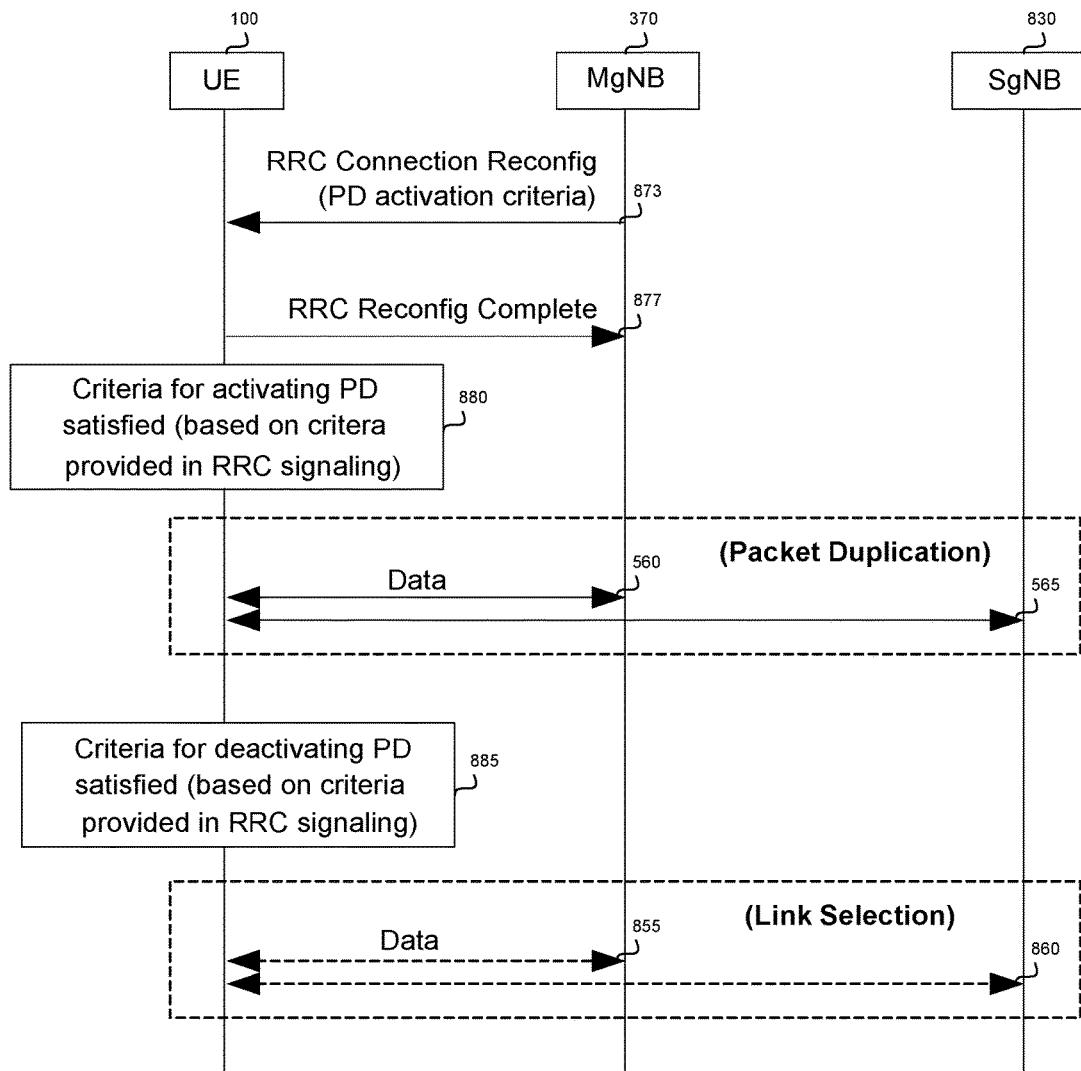 100
370
830
UE
MgNB
SgNB
RRC Connection Reconfig
(PD activation criteria)
873
RRC Reconfig Complete
877
Criteria for activating PD
satisfied (based on critera
provided in RRC signaling)
880
(Packet Duplication)
Data
560
565
Criteria for deactivating PD
satisfied (based on criteria
provided in RRC signaling)
885
(Link Selection)
Data
855
860